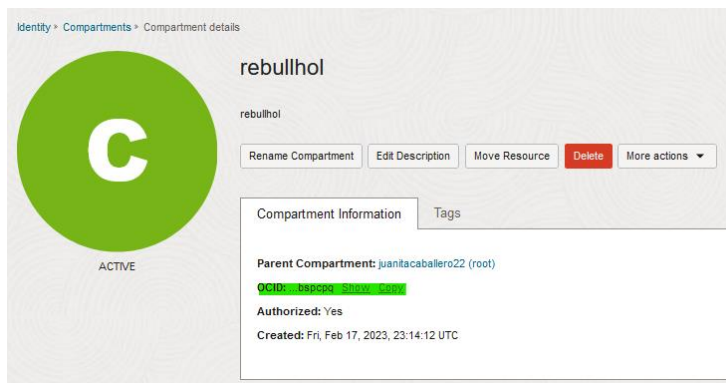 Identity » Compartments » Compartment details
rebullhol
rebullhol
Rename Compartment Edit Description Move Resource Delete More actions
C
Compartment Information Tags
ACTIVE
Parent Compartment: juanitacaballero22 (root)
OCID: ...bspcpq Show Copy
Authorized: Yes
Created: Fri, Feb 17, 2023, 23:14:12 UTC